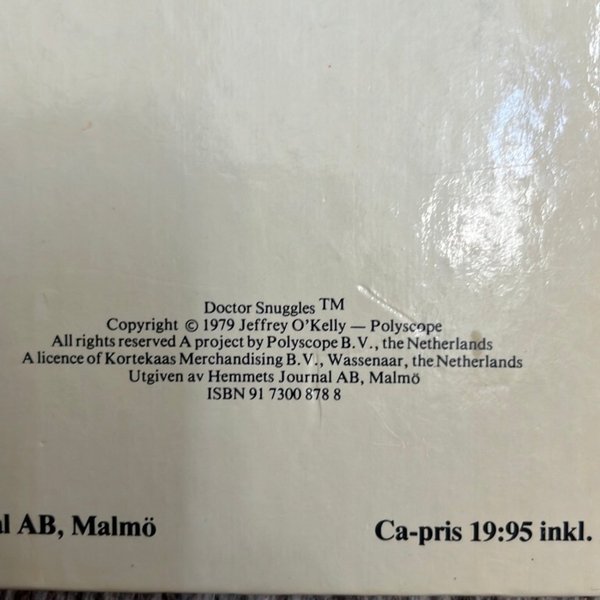 Doctor Snuggles TM
Copyright © 1979 Jeffrey O'Kelly — Polyscope
All rights reserved A project by Polyscope B.V., the Netherlands
A licence of Kortekaas Merchandising B.V., Wassenaar, the Netherlands
Utgiven av Hemmets Journal AB, Malmö
ISBN 91 7300 878 8
al AB, Malmö
Ca-pris 19:95 inkl.